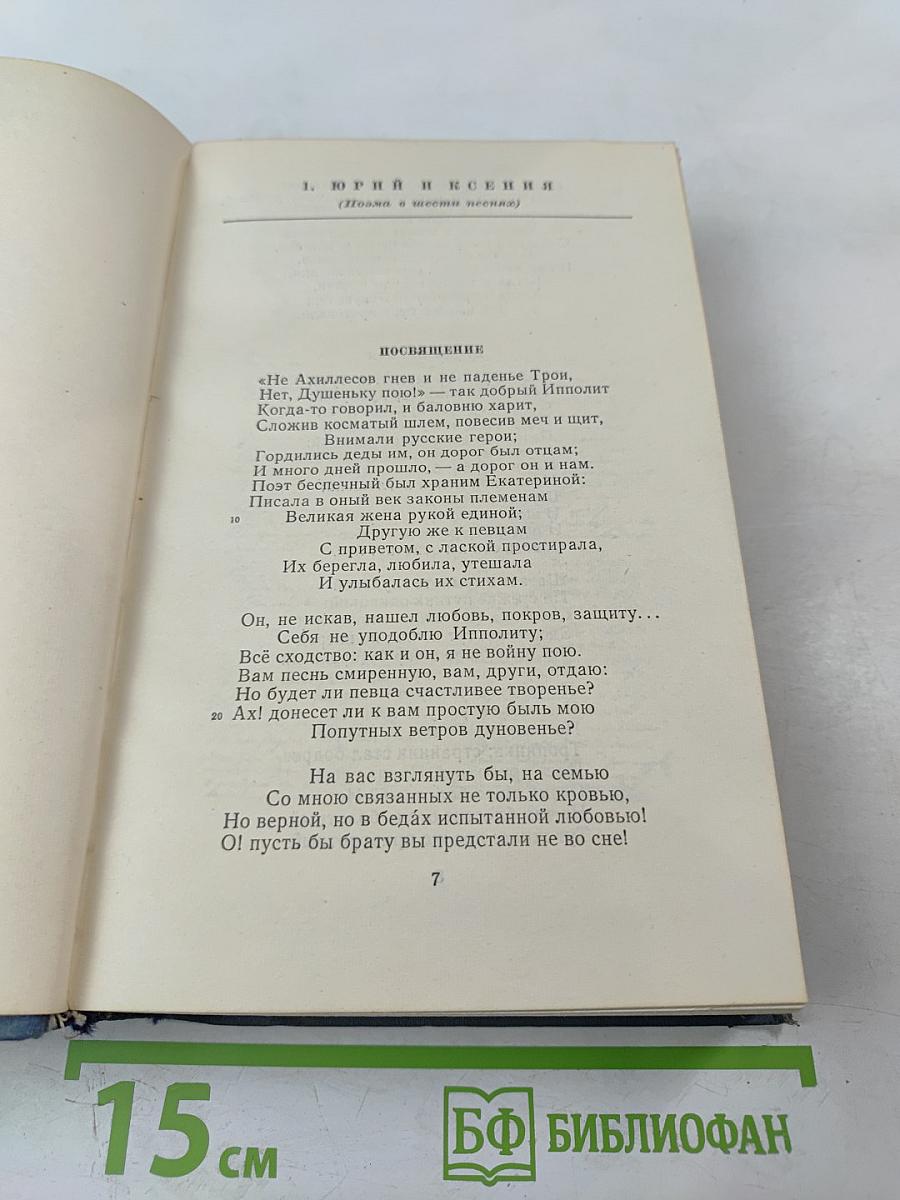 1. ЮРИЙ И КСЕНИЯ
(Поэма в шести песнях)
ПОСВЯЩЕНИЕ
«Не Ахиллесов гнев и не паденье Трои,
Нет, Душеньку пою!» — так добрый Ипполит
Когда-то говорил, и баловню харит,
Сложив косматый шлем, повесив меч и щит,
Внимали русские герои;
Гордились деды им, он дорог был отцам;
И много дней прошло, — а дорог он и нам.
Поэт беспечный был храним Екатериной:
Писала в оный век законы племенам
10 Великая жена рукой единой;
Другую же к певцам
С приветом, с лаской простирала,
Их берегла, любила, утешала
И улыбалась их стихам.
Он, не искав, нашел любовь, покров, защиту...
Себя не уподоблю Ипполиту;
Всё сходство: как и он, я не войну пою.
Вам песнь смиренную, вам, други, отдаю:
Но будет ли певца счастливее творенье?
20 Ах! донесет ли к вам простую быль мою
Попутных ветров дуновенье?
На вас взглянуть бы, на семью
Со мною связанных не только кровью,
Но верной, но в беда́х испытанной любовью!
О! пусть бы брату вы предстали не во сне!
7
15 см
БФ БИБЛИОФАН